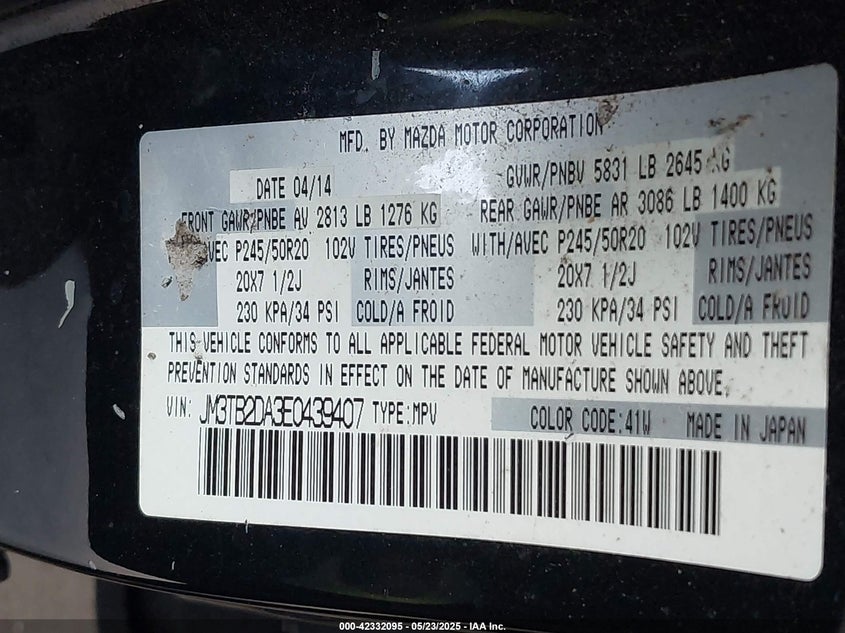 MFD. BY MAZDA MOTOR CORPORATION
DATE 04/14 GVWR/PNBV 5831 LB 2645 KG
FRONT GAWR/PNBE AV 2813 LB 1276 KG REAR GAWR/PNBE AR 3086 LB 1400 KG
AVEC P245/50R20 102V TIRES/PNEUS WITH/AVEC P245/50R20 102V TIRES/PNEUS
20X7 1/2J RIMS/JANTES 20X7 1/2J RIMS/JANTES
230 KPA/34 PSI COLD/A FROID 230 KPA/34 PSI COLD/A FROID
THIS VEHICLE CONFORMS TO ALL APPLICABLE FEDERAL MOTOR VEHICLE SAFETY AND THEFT
PREVENTION STANDARDS IN EFFECT ON THE DATE OF MANUFACTURE SHOWN ABOVE.
VIN: JM3TB2DA3E0439407 TYPE:MPV COLOR CODE:41W MADE IN JAPAN
000-42332095 - 05/23/2025 - IAA Inc.